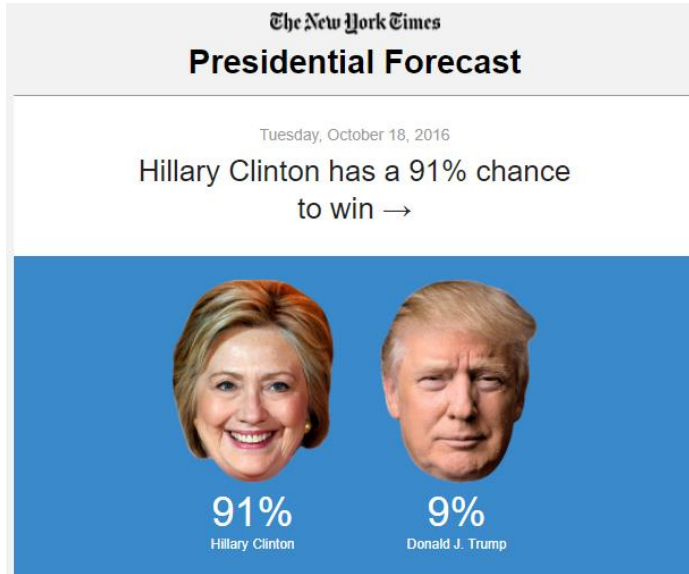 The New York Times
Presidential Forecast
Tuesday, October 18, 2016
Hillary Clinton has a 91% chance
to win →
91% 9%
Hillary Clinton Donald J. Trump